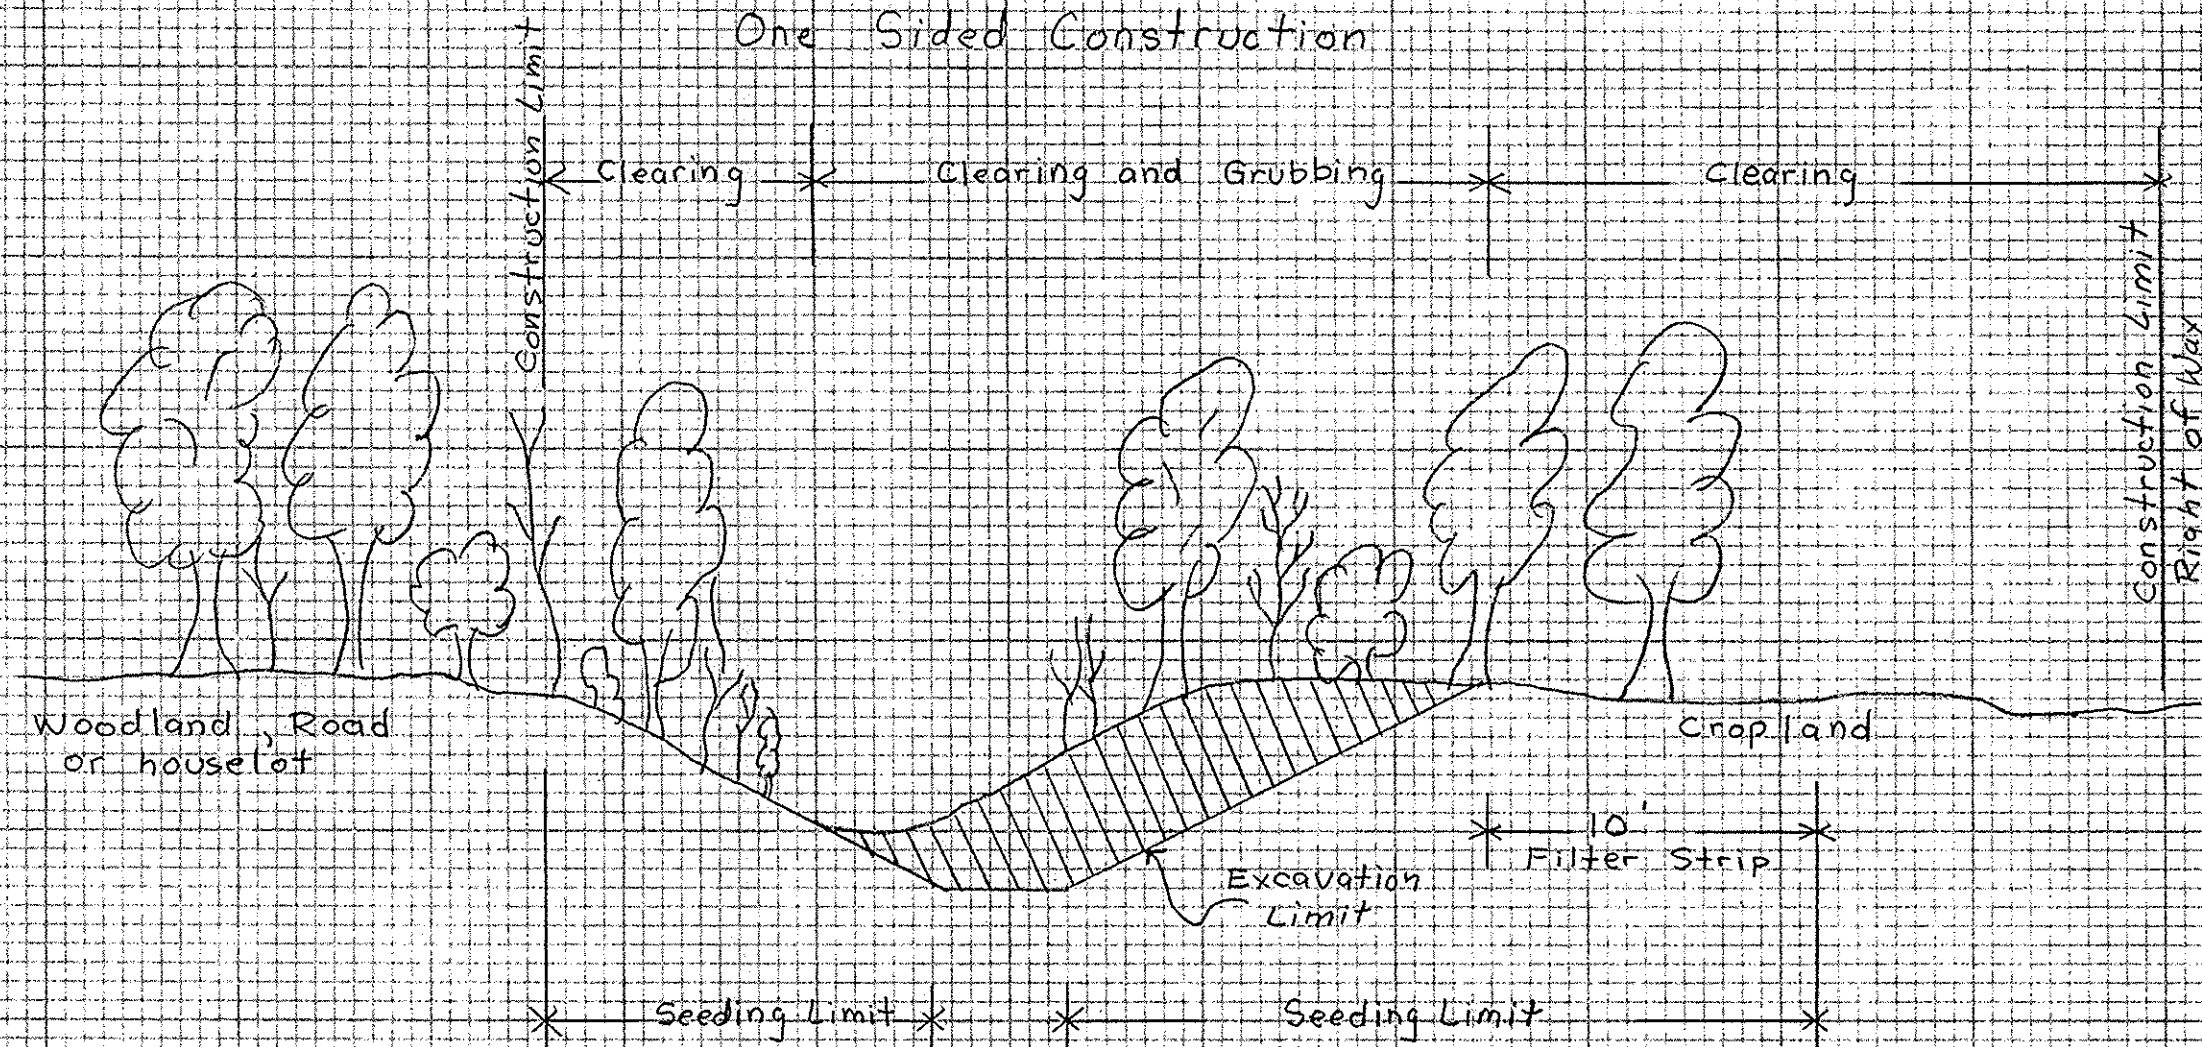 One Sided Construction
Construction Limit
Clearing
Clearing and Grubbing
Clearing
Construction Limit
Right of Way
Woodland, Road
or houselot
Cropland
10'
Filter Strip
Excavation
Limit
Seeding Limit
Seeding Limit